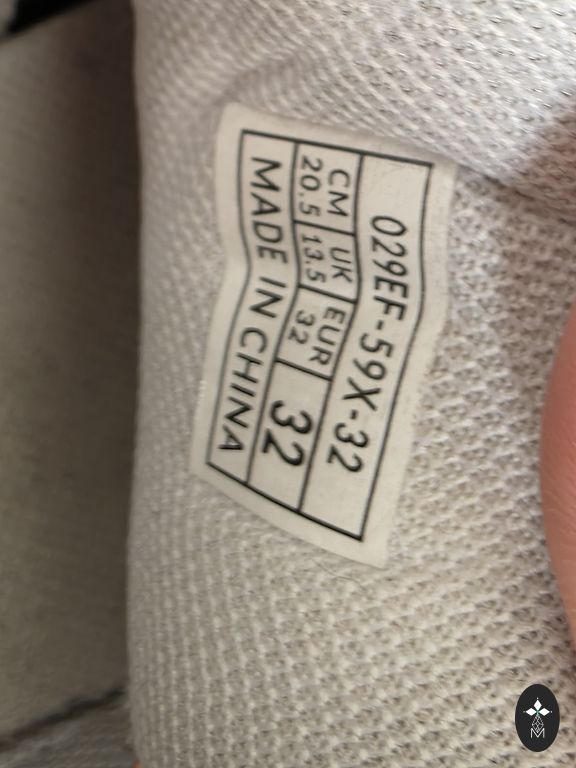 029EF-59X-32
CM UK EUR
20.5 13.5 32 32
MADE IN CHINA
M